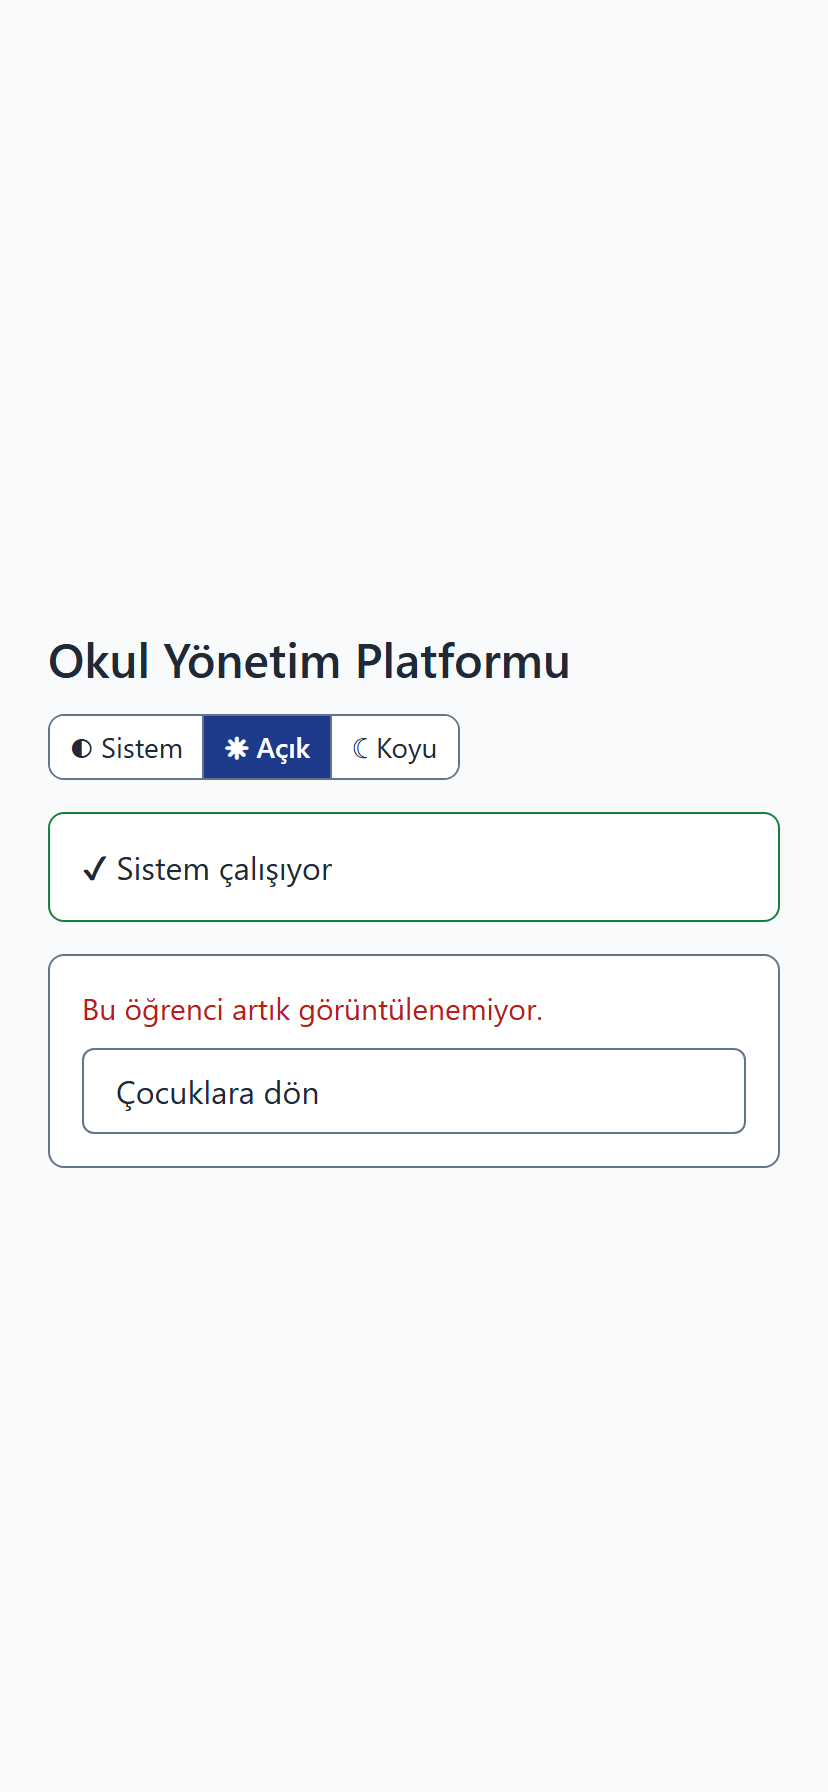 Okul Yönetim Platformu
◐ Sistem ✱ Açık ☾ Koyu
✓ Sistem çalışıyor
Bu öğrenci artık görüntülenemiyor.
Çocuklara dön